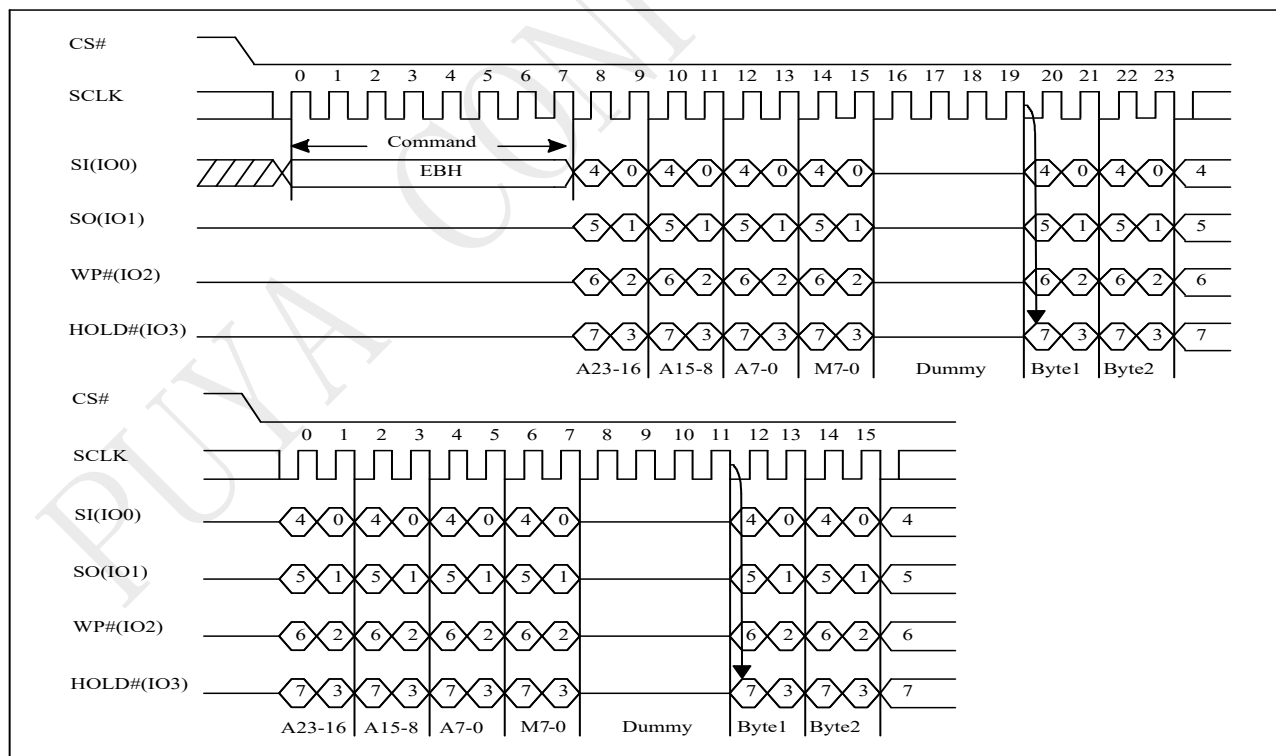 CS#
0 1 2 3 4 5 6 7 8 9 10 11 12 13 14 15 16 17 18 19 20 21 22 23
SCLK
Command
SI(IO0) EBH 4 0 4 0 4 0 4 0 4 0 4 0 4
SO(IO1) 5 1 5 1 5 1 5 1 5 1 5 1 5
WP#(IO2) 6 2 6 2 6 2 6 2 6 2 6 2 6
HOLD#(IO3) 7 3 7 3 7 3 7 3 7 3 7 3 7
A23-16 A15-8 A7-0 M7-0 Dummy Byte1 Byte2
CS#
0 1 2 3 4 5 6 7 8 9 10 11 12 13 14 15
SCLK
SI(IO0) 4 0 4 0 4 0 4 0 4 0 4 0 4
SO(IO1) 5 1 5 1 5 1 5 1 5 1 5 1 5
WP#(IO2) 6 2 6 2 6 2 6 2 6 2 6 2 6
HOLD#(IO3) 7 3 7 3 7 3 7 3 7 3 7 3 7
A23-16 A15-8 A7-0 M7-0 Dummy Byte1 Byte2
PUYA